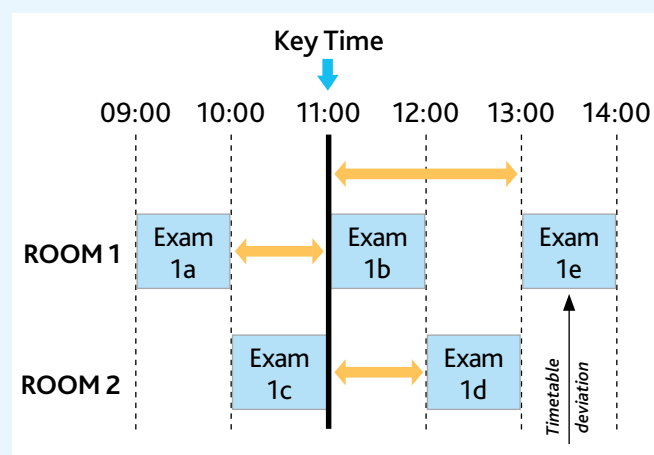 Key Time
09:00 10:00 11:00 12:00 13:00 14:00
ROOM 1
Exam
1a
Exam
1b
Exam
1e
ROOM 2
Exam
1c
Exam
1d
Timetable
deviation